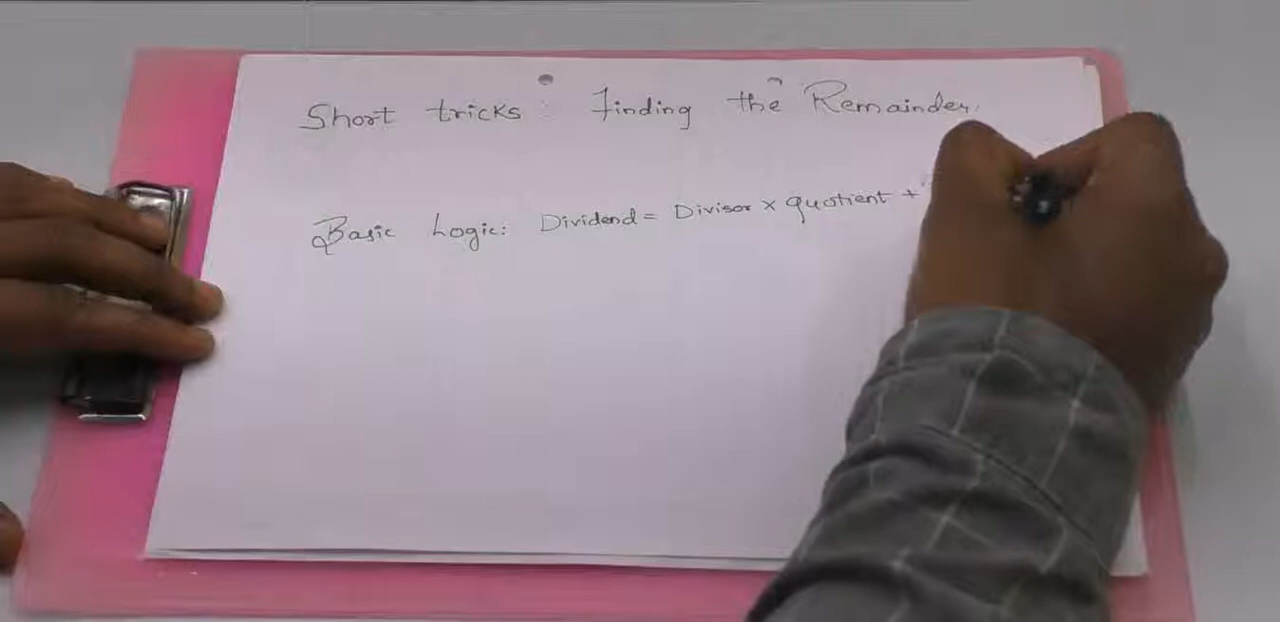 Short tricks : Finding the Remainder.
Basic Logic: Dividend = Divisor x quotient +